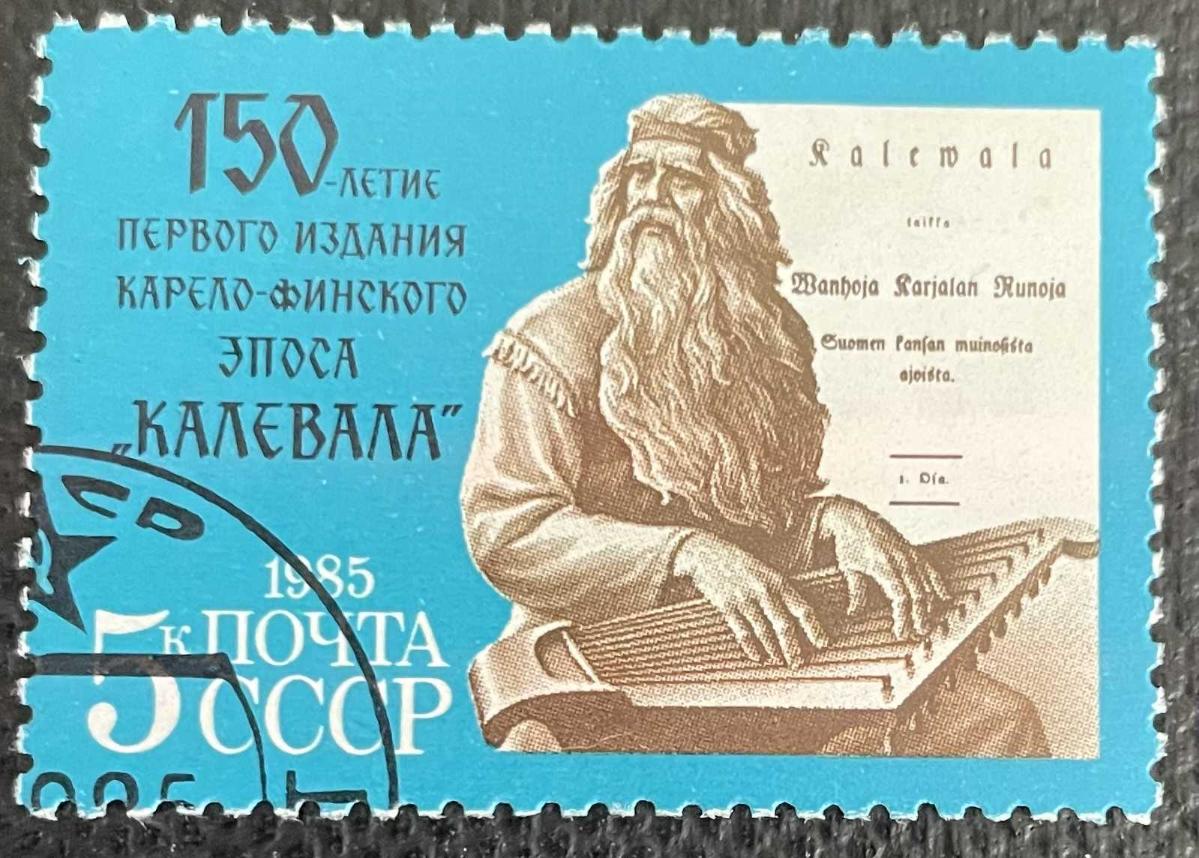 150-ЛЕТИЕ
ПЕРВОГО ИЗДАНИЯ
КАРЕЛО-ФИНСКОГО
ЭПОСА
„КАЛЕВАЛА”
1985
5к ПОЧТА
СССР
Kalewala
taikka
Wanhoja Karjalan Runoja
Suomen kansan muinosista
ajoista.
1. Osa.